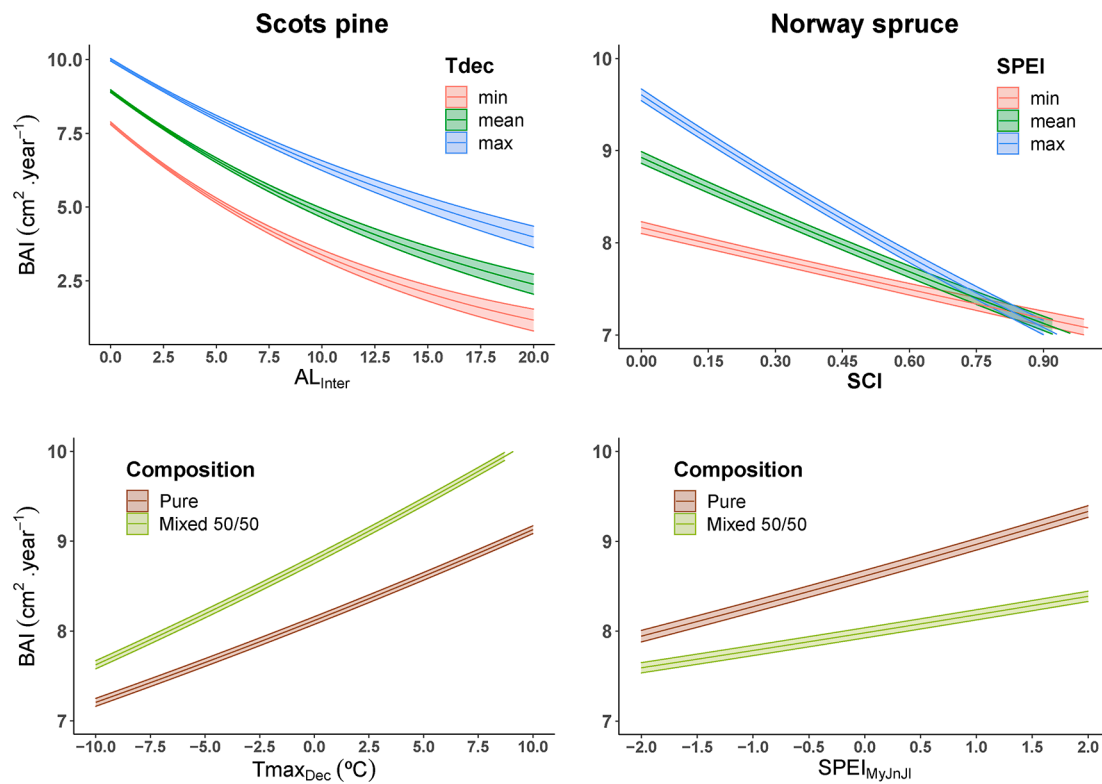 Scots pine
Norway spruce
10.0
7.5
5.0
2.5
BAI (cm² .year⁻¹)
Tdec
min
mean
max
0.0 2.5 5.0 7.5 10.0 12.5 15.0 17.5 20.0
AL_Inter
10
9
8
7
SPEI
min
mean
max
0.00 0.15 0.30 0.45 0.60 0.75 0.90
SCI
10
9
8
7
BAI (cm² .year⁻¹)
Composition
Pure
Mixed 50/50
−10.0 −7.5 −5.0 −2.5 0.0 2.5 5.0 7.5 10.0
Tmax_Dec (ºC)
10
9
8
7
Composition
Pure
Mixed 50/50
−2.0 −1.5 −1.0 −0.5 0.0 0.5 1.0 1.5 2.0
SPEI_MyJnJl